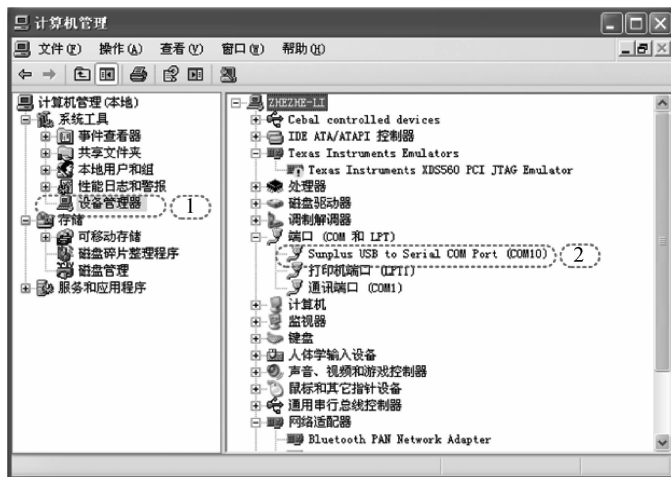 计算机管理
文件(F) 操作(A) 查看(V) 窗口(W) 帮助(H)
计算机管理(本地)
系统工具
事件查看器
共享文件夹
本地用户和组
性能日志和警报
设备管理器
1
存储
可移动存储
磁盘碎片整理程序
磁盘管理
服务和应用程序
ZHEZHE-LI
Cebal controlled devices
IDE ATA/ATAPI 控制器
Texas Instruments Emulators
Texas Instruments XDS560 PCI JTAG Emulator
处理器
磁盘驱动器
调制解调器
端口 (COM 和 LPT)
Sunplus USB to Serial COM Port (COM10)
2
打印机端口 (LPT1)
通讯端口 (COM1)
计算机
监视器
键盘
人体学输入设备
声音、视频和游戏控制器
鼠标和其它指针设备
通用串行总线控制器
网络适配器
Bluetooth PAN Network Adapter